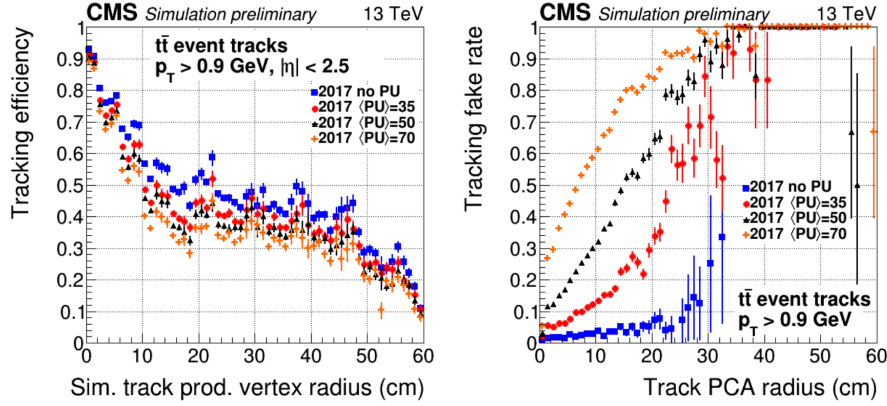 CMS Simulation preliminary 13 TeV
tt̄ event tracks
p_T > 0.9 GeV, |η| < 2.5
2017 no PU
2017 ⟨PU⟩=35
2017 ⟨PU⟩=50
2017 ⟨PU⟩=70
Tracking efficiency
1
0.9
0.8
0.7
0.6
0.5
0.4
0.3
0.2
0.1
0
0 10 20 30 40 50 60
Sim. track prod. vertex radius (cm)
CMS Simulation preliminary 13 TeV
Tracking fake rate
1
0.9
0.8
0.7
0.6
0.5
0.4
0.3
0.2
0.1
0
2017 no PU
2017 ⟨PU⟩=35
2017 ⟨PU⟩=50
2017 ⟨PU⟩=70
tt̄ event tracks
p_T > 0.9 GeV
0 10 20 30 40 50 60
Track PCA radius (cm)